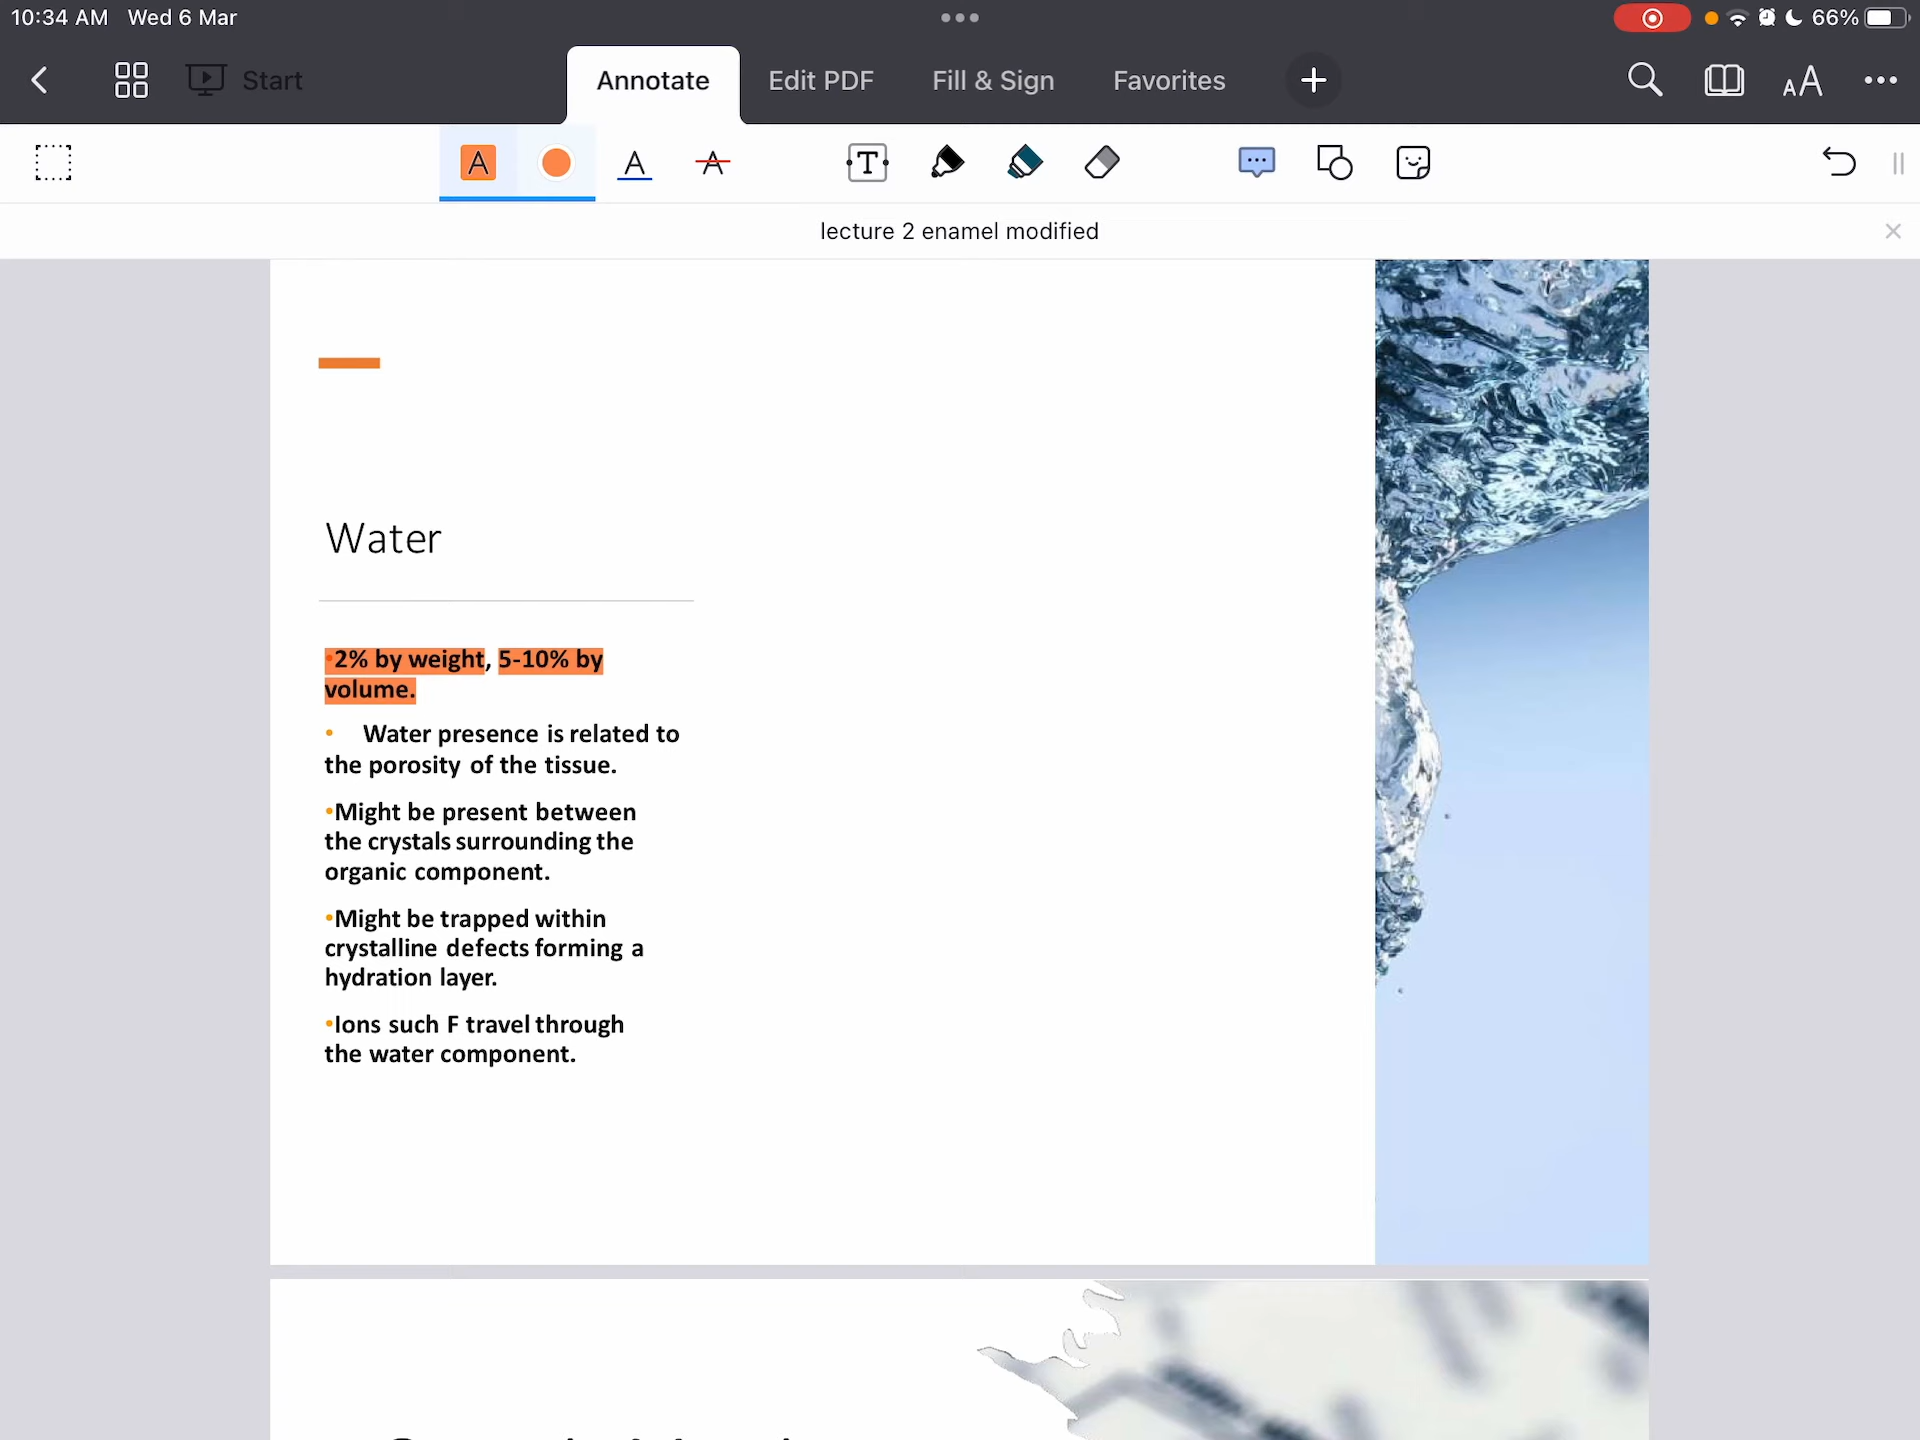 10:34 AM Wed 6 Mar
66%
Start
Annotate
Edit PDF
Fill & Sign
Favorites
lecture 2 enamel modified
Water
•2% by weight, 5-10% by
volume.
• Water presence is related to
the porosity of the tissue.
•Might be present between
the crystals surrounding the
organic component.
•Might be trapped within
crystalline defects forming a
hydration layer.
•Ions such F travel through
the water component.